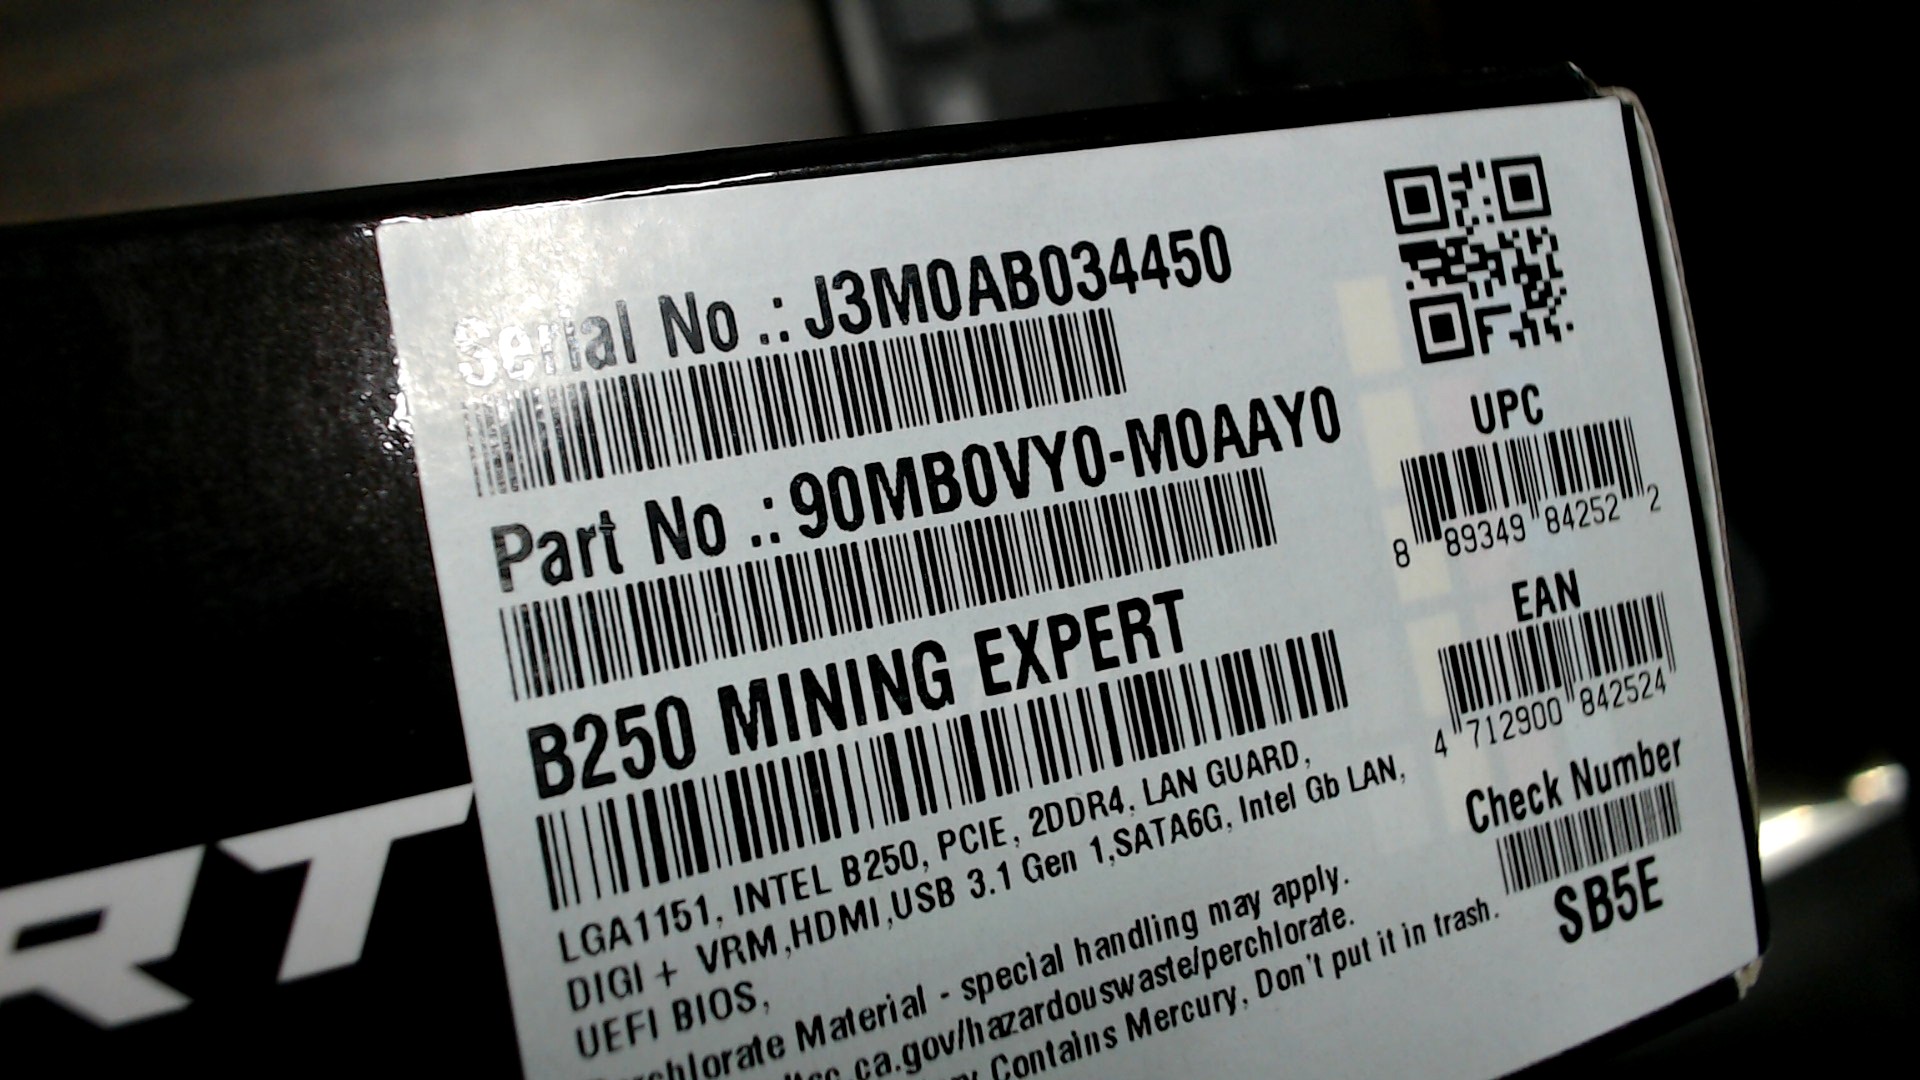 Serial No .: J3M0AB034450
Part No .: 90MB0VY0-M0AAY0
B250 MINING EXPERT
LGA1151, INTEL B250, PCIE, 2DDR4, LAN GUARD,
DIGI + VRM,HDMI,USB 3.1 Gen 1,SATA6G, Intel Gb LAN,
UEFI BIOS,
Perchlorate Material - special handling may apply.
ca.gov/hazardouswaste/perchlorate.
Contains Mercury, Don't put it in trash.
UPC
8 89349 84252 2
EAN
4 712900 842524
Check Number
SB5E
RT